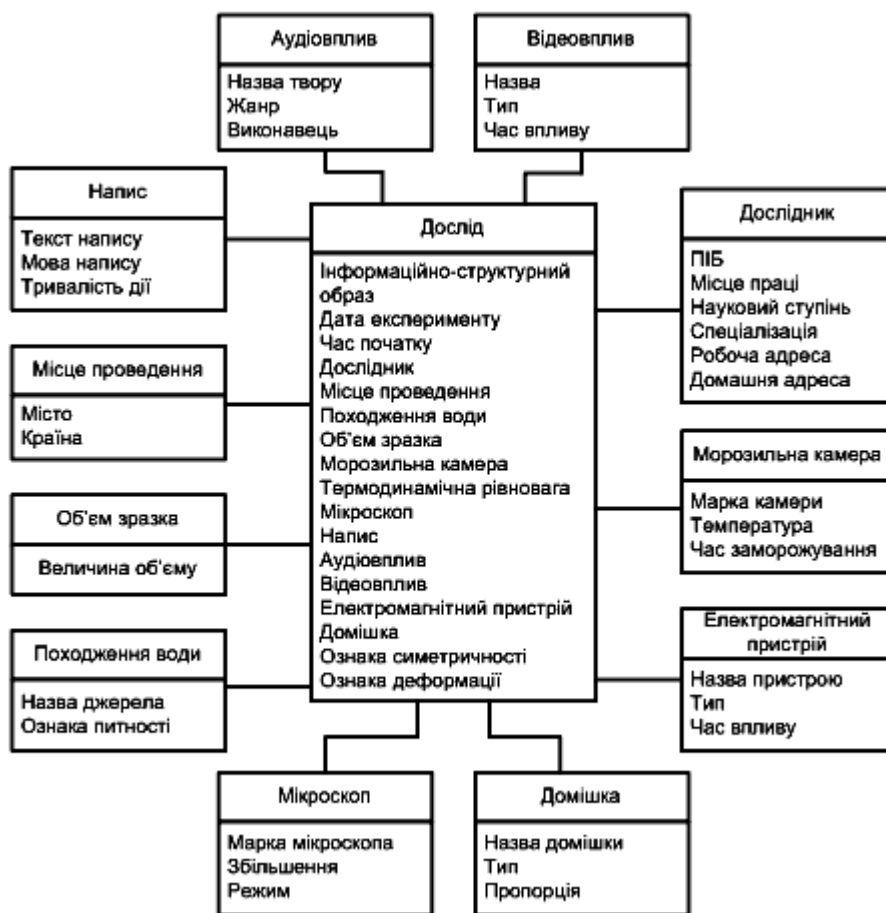 Аудіовплив
Назва твору
Жанр
Виконавець
Відеовплив
Назва
Тип
Час впливу
Напис
Текст напису
Мова напису
Тривалість дії
Дослід
Інформаційно-структурний
образ
Дата експерименту
Час початку
Дослідник
Місце проведення
Походження води
Об'єм зразка
Морозильна камера
Термодинамічна рівновага
Мікроскоп
Напис
Аудіовплив
Відеовплив
Електромагнітний пристрій
Домішка
Ознака симетричності
Ознака деформації
Дослідник
ПІБ
Місце праці
Науковий ступінь
Спеціалізація
Робоча адреса
Домашня адреса
Місце проведення
Місто
Країна
Морозильна камера
Марка камери
Температура
Час заморожування
Об'єм зразка
Величина об'єму
Електромагнітний
пристрій
Назва пристрою
Тип
Час впливу
Походження води
Назва джерела
Ознака питності
Мікроскоп
Марка мікроскопа
Збільшення
Режим
Домішка
Назва домішки
Тип
Пропорція